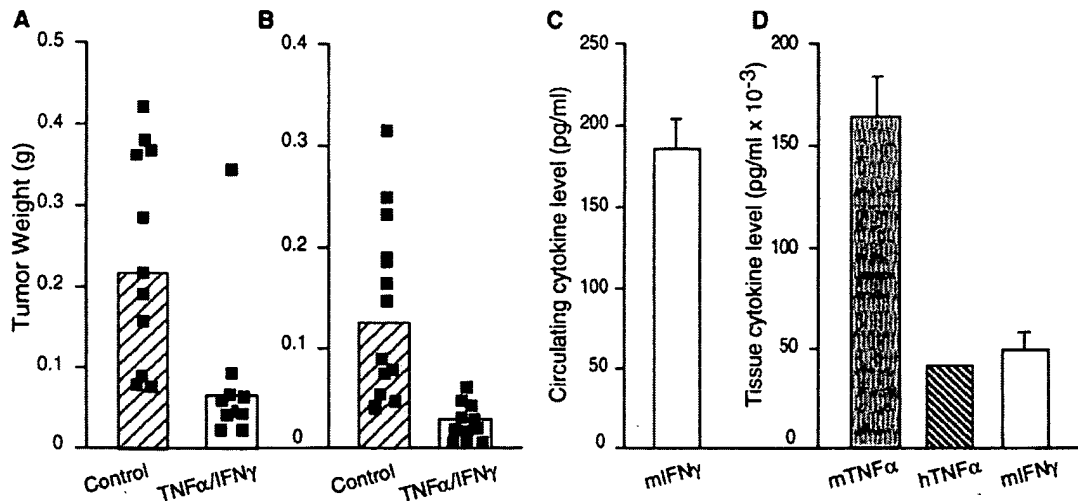 A
Tumor Weight (g)
0.5
0.4
0.3
0.2
0.1
0
Control
TNFα/IFNγ
B
0.4
0.3
0.2
0.1
0
Control
TNFα/IFNγ
C
Circulating cytokine level (pg/ml)
250
200
150
100
50
0
mIFNγ
D
Tissue cytokine level (pg/ml x 10-3)
200
150
100
50
0
mTNFα
hTNFα
mIFNγ